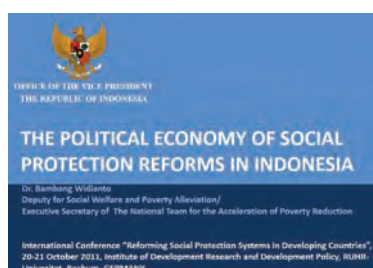 OFFICE OF THE VICE PRESIDENT
THE REPUBLIC OF INDONESIA
THE POLITICAL ECONOMY OF SOCIAL
PROTECTION REFORMS IN INDONESIA
Dr. Bambang Widianto
Deputy for Social Welfare and Poverty Alleviation/
Executive Secretary of The National Team for the Acceleration of Poverty Reduction
International Conference "Reforming Social Protection Systems in Developing Countries",
20-21 October 2011, Institute of Development Research and Development Policy, RUHR-
Universitat, Bochum, GERMANY